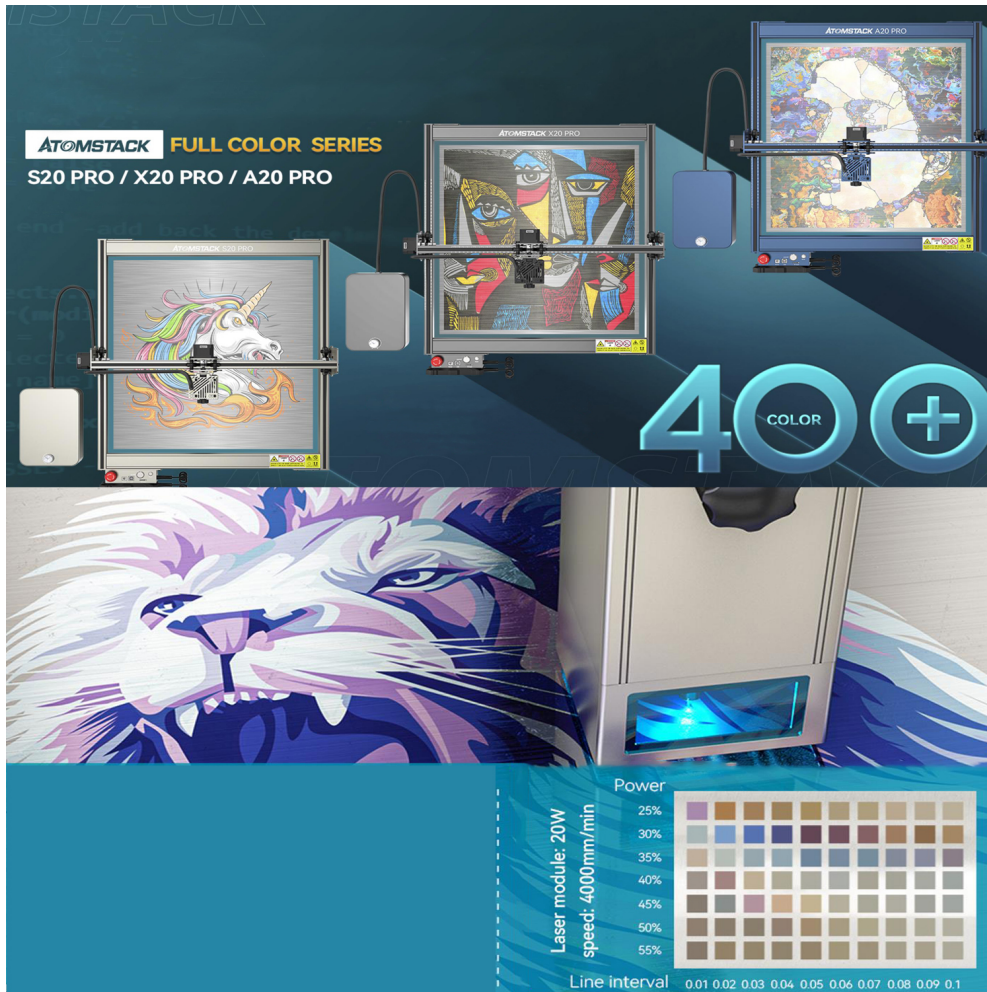 ATOMSTACK A20 PRO
ATOMSTACK X20 PRO
ATOMSTACK FULL COLOR SERIES
S20 PRO / X20 PRO / A20 PRO
ATOMSTACK S20 PRO
400+
COLOR
Power
25%
30%
35%
40%
45%
50%
55%
Laser module: 20W
speed: 4000mm/min
Line interval 0.01 0.02 0.03 0.04 0.05 0.06 0.07 0.08 0.09 0.1